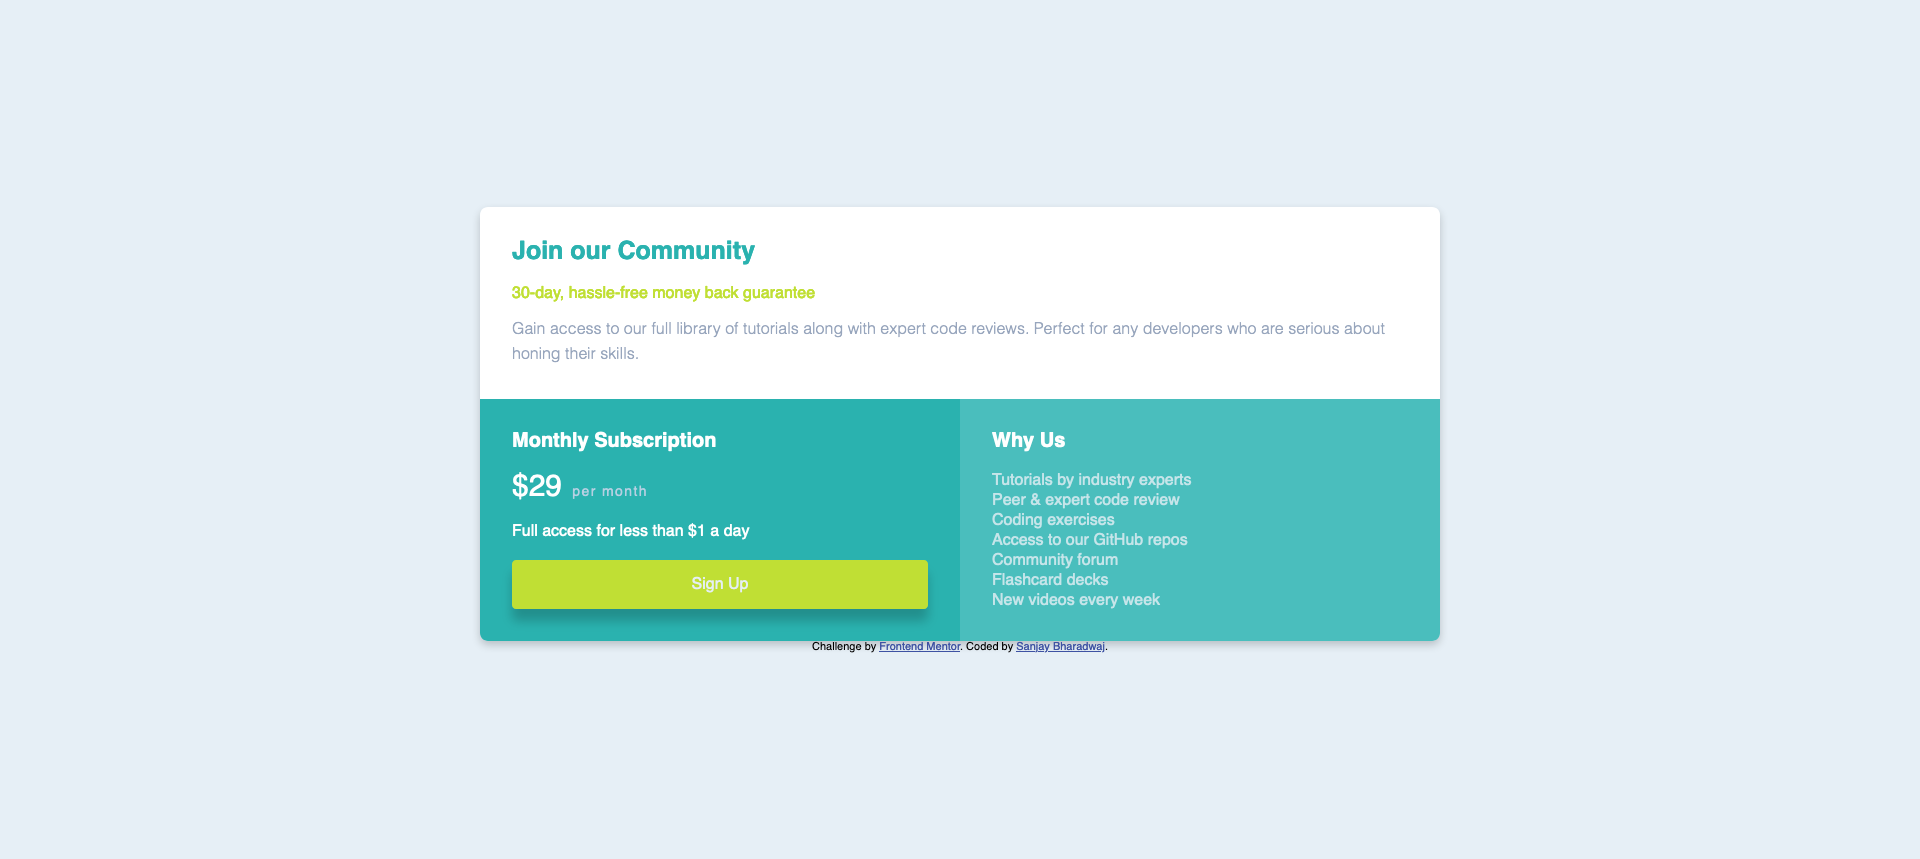 Join our Community
30-day, hassle-free money back guarantee
Gain access to our full library of tutorials along with expert code reviews. Perfect for any developers who are serious about
honing their skills.
Monthly Subscription
$29 per month
Full access for less than $1 a day
Sign Up
Why Us
Tutorials by industry experts
Peer & expert code review
Coding exercises
Access to our GitHub repos
Community forum
Flashcard decks
New videos every week
Challenge by Frontend Mentor. Coded by Sanjay Bharadwaj.